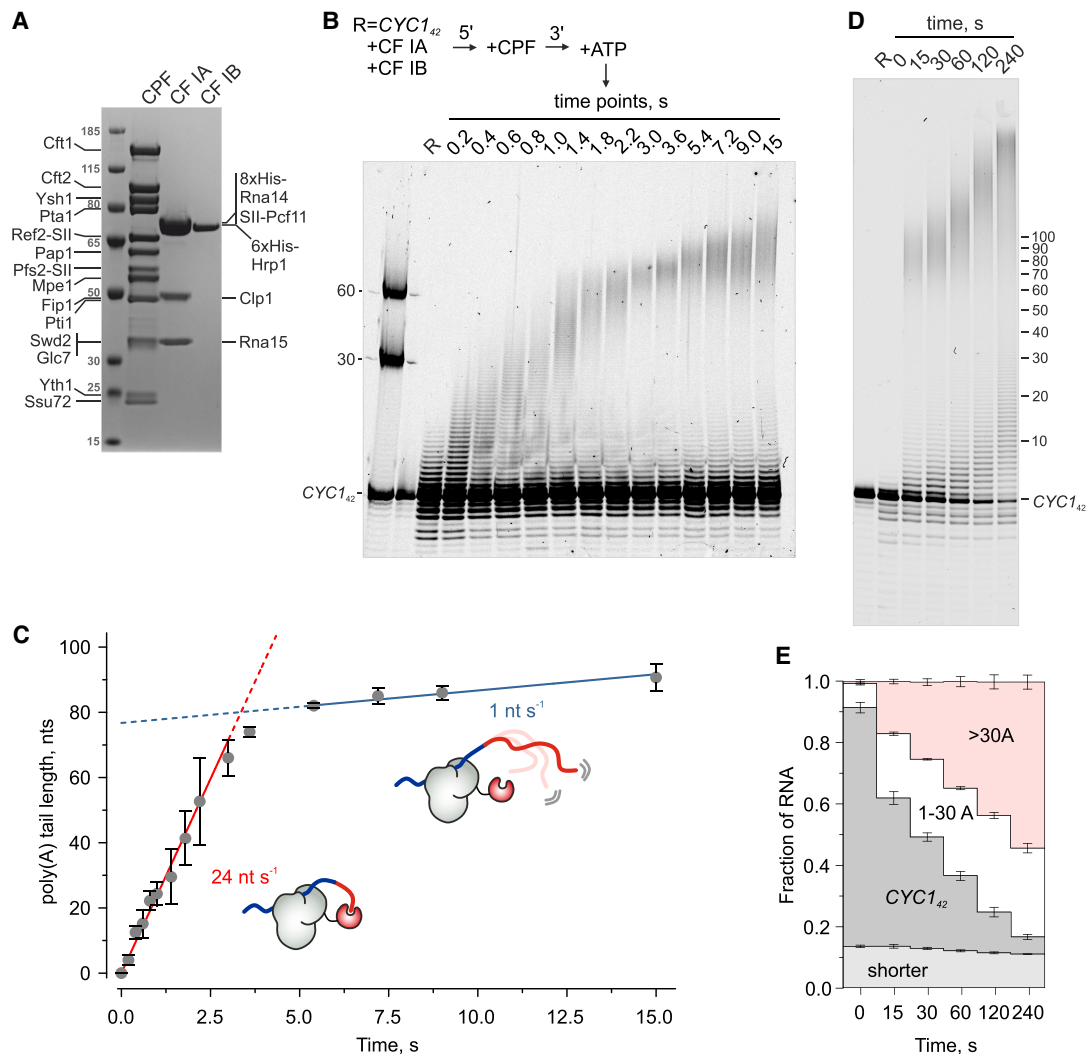 A
CPF
CF IA
CF IB
185
115
80
65
50
30
25
15
Cft1
Cft2
Ysh1
Pta1
Ref2-SII
Pap1
Pfs2-SII
Mpe1
Fip1
Pti1
Swd2
Glc7
Yth1
Ssu72
8xHis-
Rna14
SII-Pcf11
6xHis-
Hrp1
Clp1
Rna15
B
R=CYC1₄₂ 5' 3'
+CF IA → +CPF → +ATP
+CF IB
time points, s
R 0.2 0.4 0.6 0.8 1.0 1.4 1.8 2.2 3.0 3.6 5.4 7.2 9.0 15
60
30
CYC1₄₂
D
time, s
R 0 15 30 60 120 240
100
90
80
70
60
50
40
30
20
10
CYC1₄₂
C
poly(A) tail length, nts
100
80
60
40
20
0
1 nt s⁻¹
24 nt s⁻¹
0.0 2.5 5.0 7.5 10.0 12.5 15.0
Time, s
E
Fraction of RNA
1.0
0.8
0.6
0.4
0.2
0.0
>30A
1-30 A
CYC1₄₂
shorter
0 15 30 60 120 240
Time, s